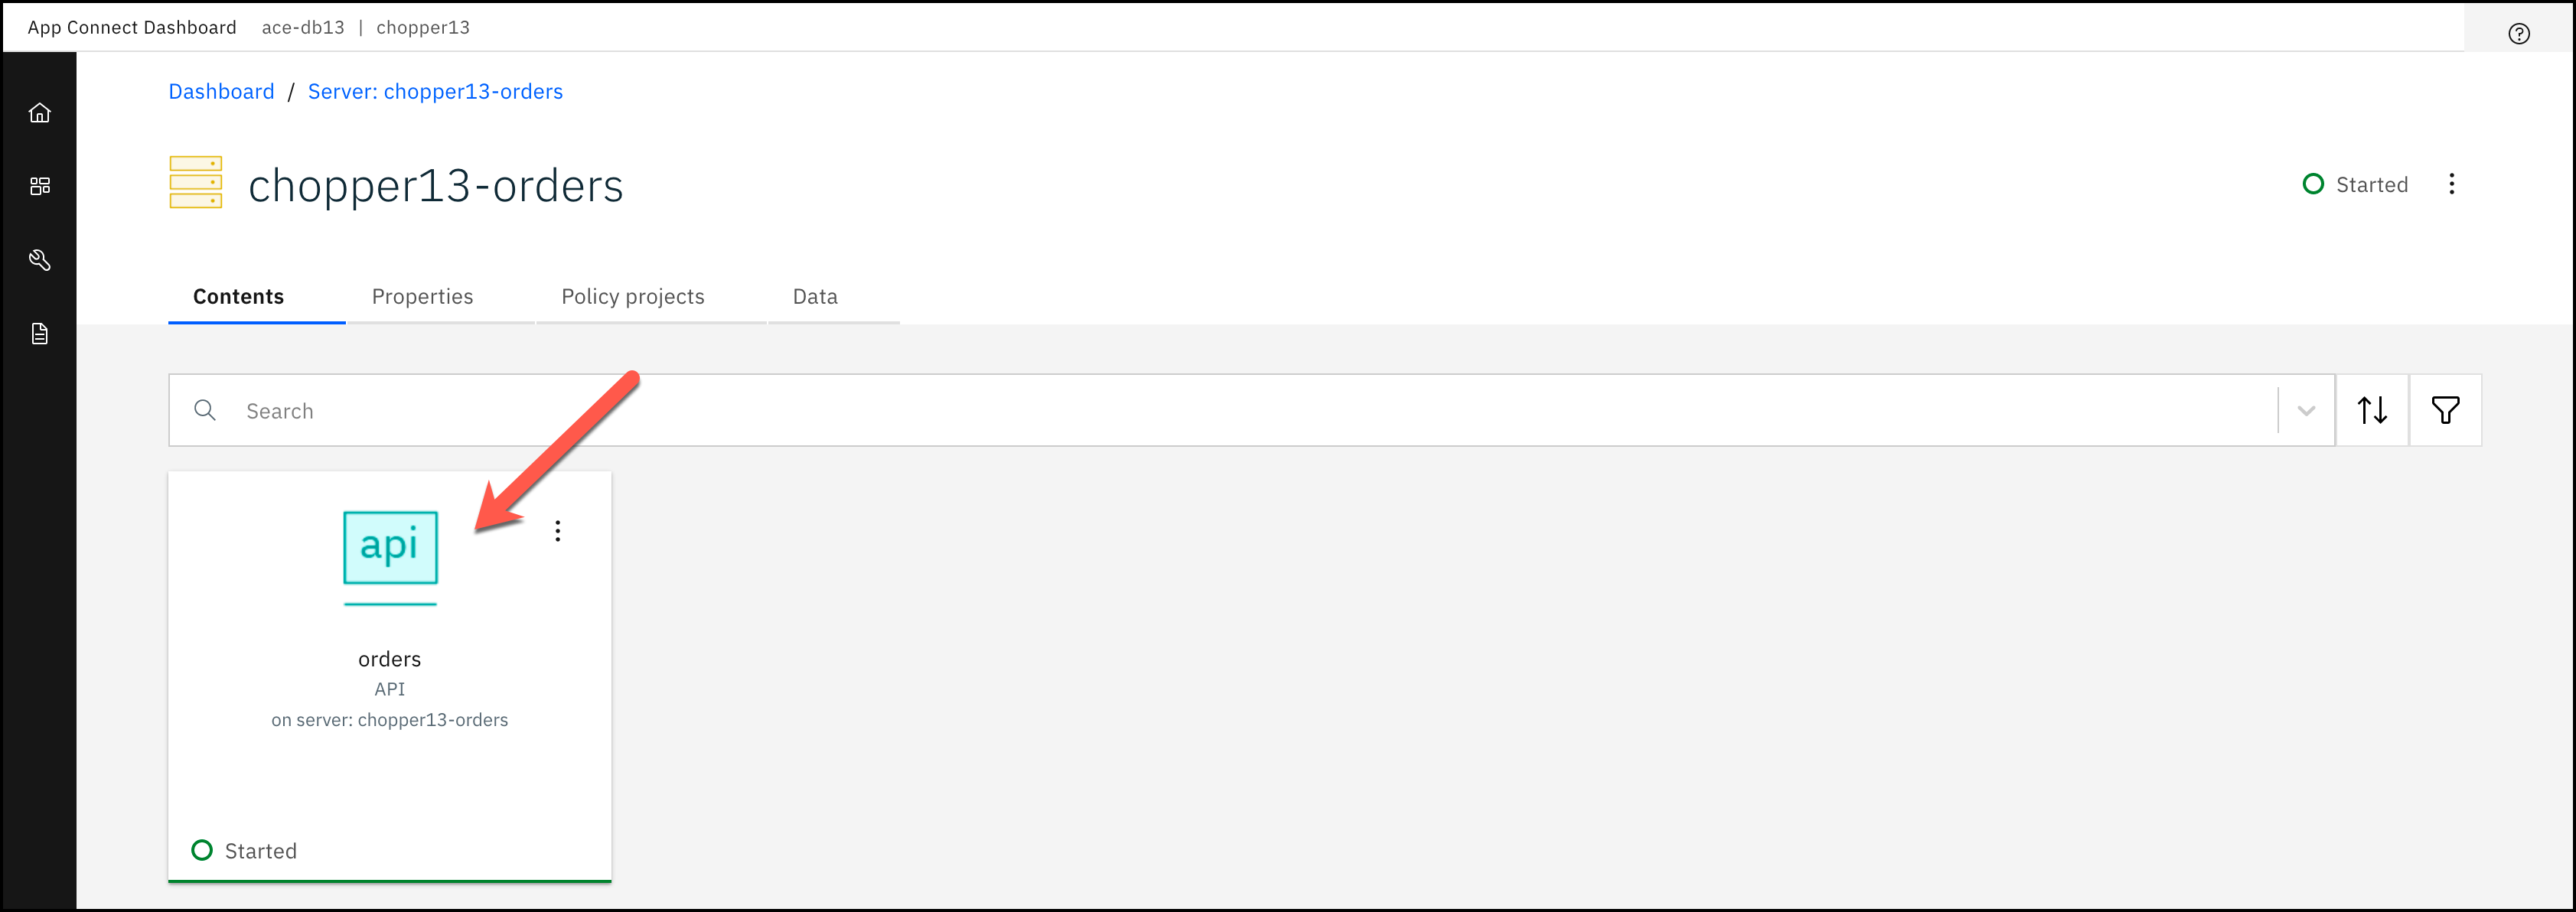 App Connect Dashboard ace-db13 | chopper13
Dashboard / Server: chopper13-orders
chopper13-orders
Started
Contents Properties Policy projects Data
Search
api
orders
API
on server: chopper13-orders
Started